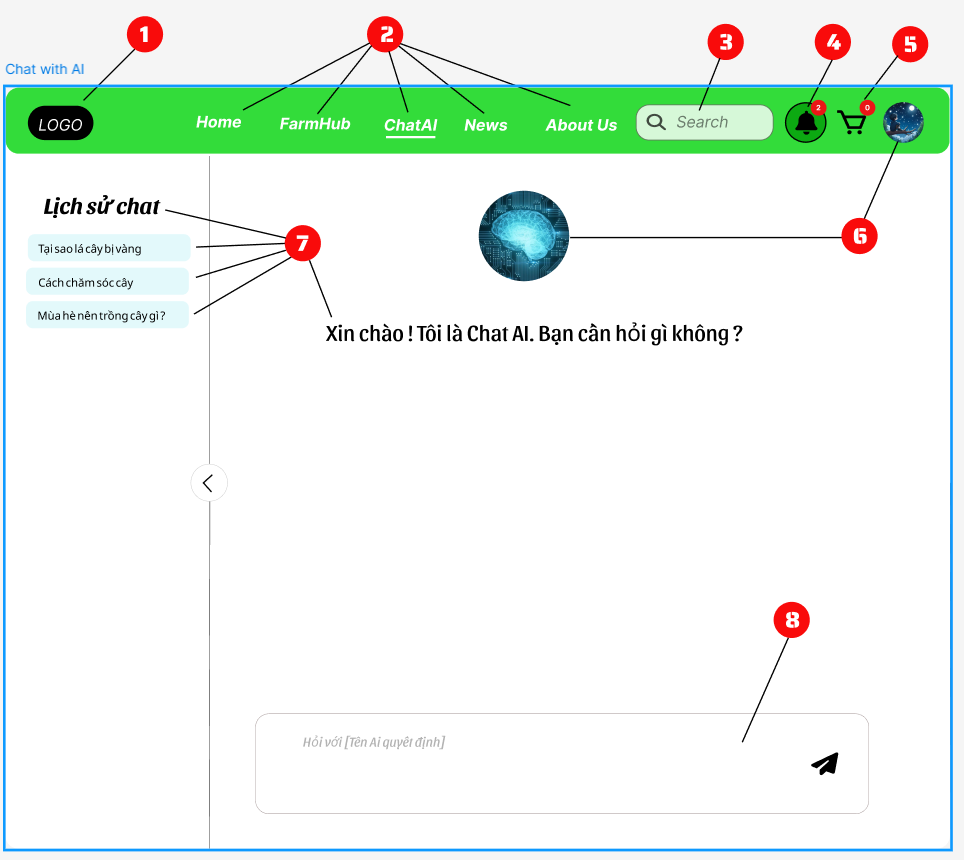 1
2
3
4
5
Chat with AI
LOGO
Home
FarmHub
ChatAI
News
About Us
Search
2
0
Lịch sử chat
6
7
Tại sao lá cây bị vàng
Cách chăm sóc cây
Mùa hè nên trồng cây gì ?
Xin chào ! Tôi là Chat AI. Bạn cần hỏi gì không ?
8
Hỏi với [Tên Ai quyết định]